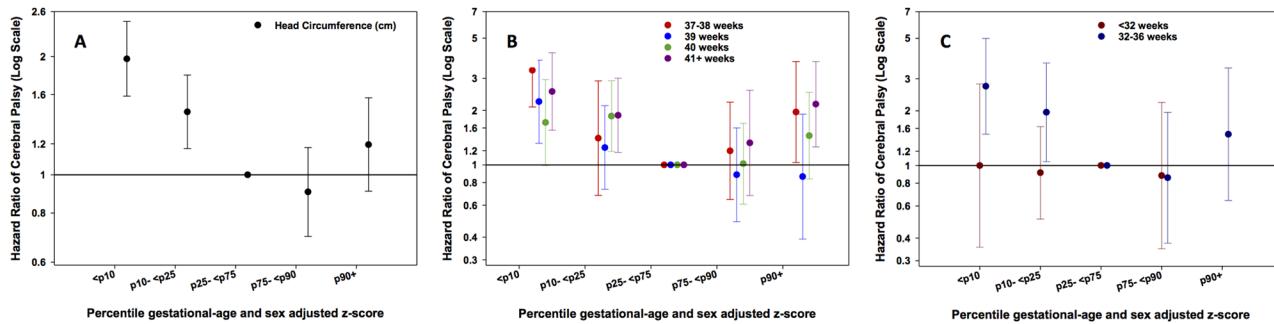 A
Head Circumference (cm)
Hazard Ratio of Cerebral Palsy (Log Scale)
2.6
2
1.6
1.2
1
0.8
0.6
<p10
p10- <p25
p25- <p75
p75- <p90
p90+
Percentile gestational-age and sex adjusted z-score
B
37-38 weeks
39 weeks
40 weeks
41+ weeks
Hazard Ratio of Cerebral Palsy (Log Scale)
5
3
2
1.6
1.2
1
0.8
0.6
0.4
0.3
<p10
p10- <p25
p25- <p75
p75- <p90
p90+
Percentile gestational-age and sex adjusted z-score
C
<32 weeks
32-36 weeks
Hazard Ratio of Cerebral Palsy (Log Scale)
5
3
2
1.6
1.2
1
0.8
0.6
0.4
0.3
<p10
p10- <p25
p25- <p75
p75- <p90
p90+
Percentile gestational-age and sex adjusted z-score